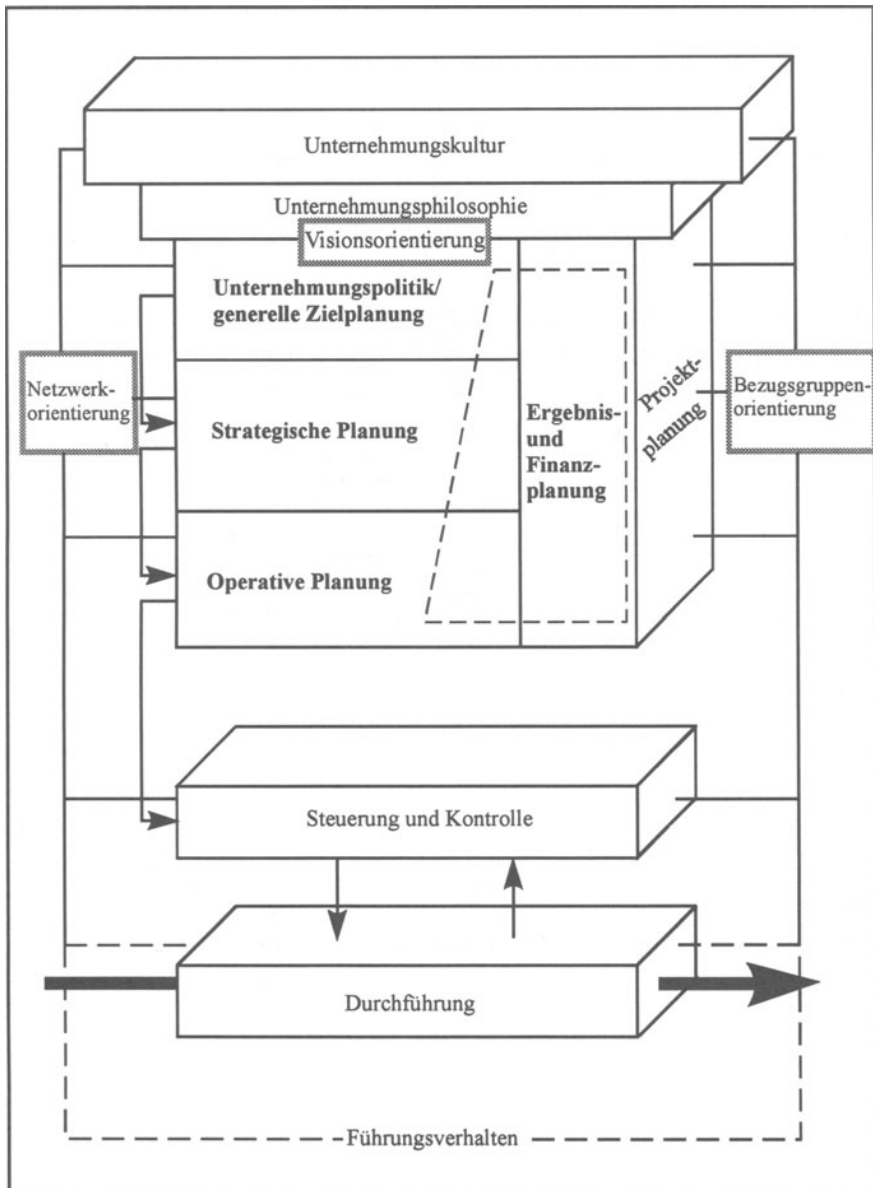 Unternehmungskultur
Unternehmungsphilosophie
Visionsorientierung
Unternehmungspolitik/
generelle Zielplanung
Netzwerk-
orientierung
Strategische Planung
Ergebnis-
und
Finanz-
planung
Projekt-
planung
Bezugsgruppen-
orientierung
Operative Planung
Steuerung und Kontrolle
Durchführung
Führungsverhalten